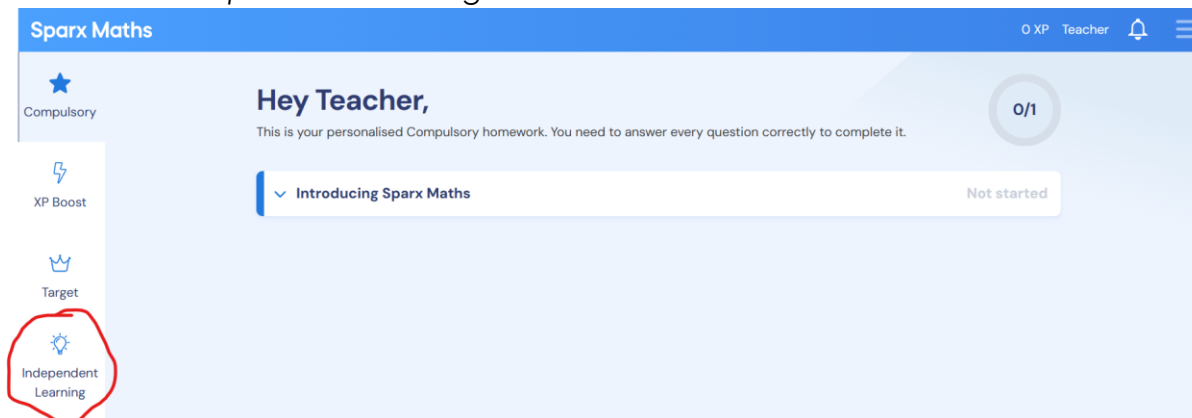 Sparx Maths
0 XP Teacher
Compulsory
Hey Teacher,
0/1
This is your personalised Compulsory homework. You need to answer every question correctly to complete it.
XP Boost
Introducing Sparx Maths
Not started
Target
Independent
Learning